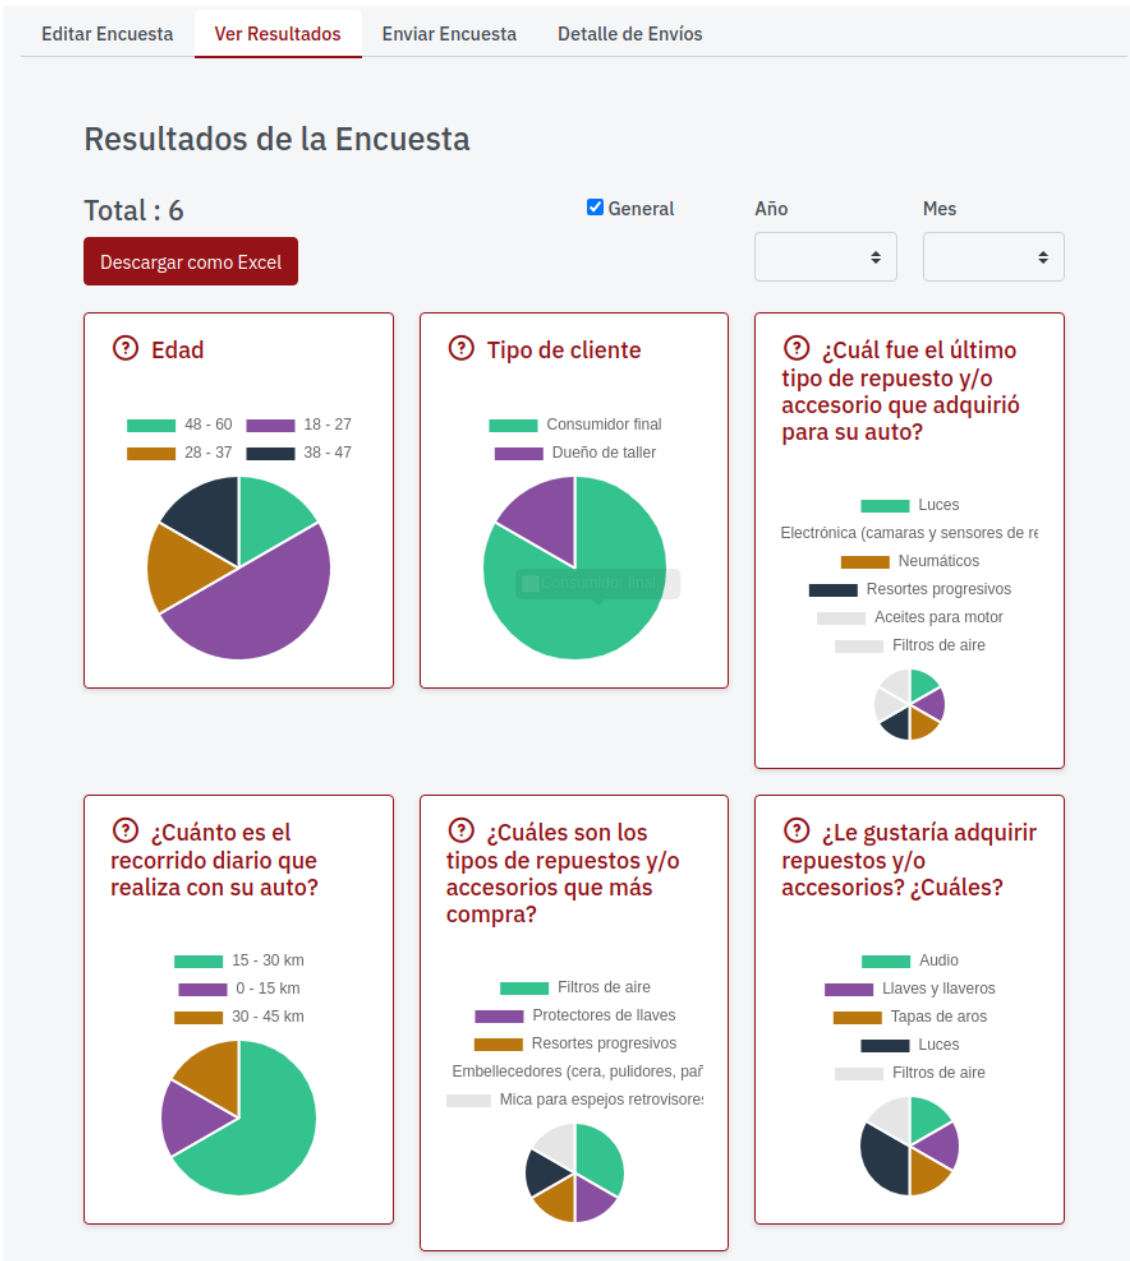 Editar Encuesta Ver Resultados Enviar Encuesta Detalle de Envíos
Resultados de la Encuesta
Total : 6
General
Año
Mes
Descargar como Excel
Edad
48 - 60 18 - 27
28 - 37 38 - 47
Tipo de cliente
Consumidor final
Dueño de taller
Consumidor final
¿Cuál fue el último
tipo de repuesto y/o
accesorio que adquirió
para su auto?
Luces
Electrónica (camaras y sensores de re
Neumáticos
Resortes progresivos
Aceites para motor
Filtros de aire
¿Cuánto es el
recorrido diario que
realiza con su auto?
15 - 30 km
0 - 15 km
30 - 45 km
¿Cuáles son los
tipos de repuestos y/o
accesorios que más
compra?
Filtros de aire
Protectores de llaves
Resortes progresivos
Embellecedores (cera, pulidores, pañ
Mica para espejos retrovisores
¿Le gustaría adquirir
repuestos y/o
accesorios? ¿Cuáles?
Audio
Llaves y llaveros
Tapas de aros
Luces
Filtros de aire